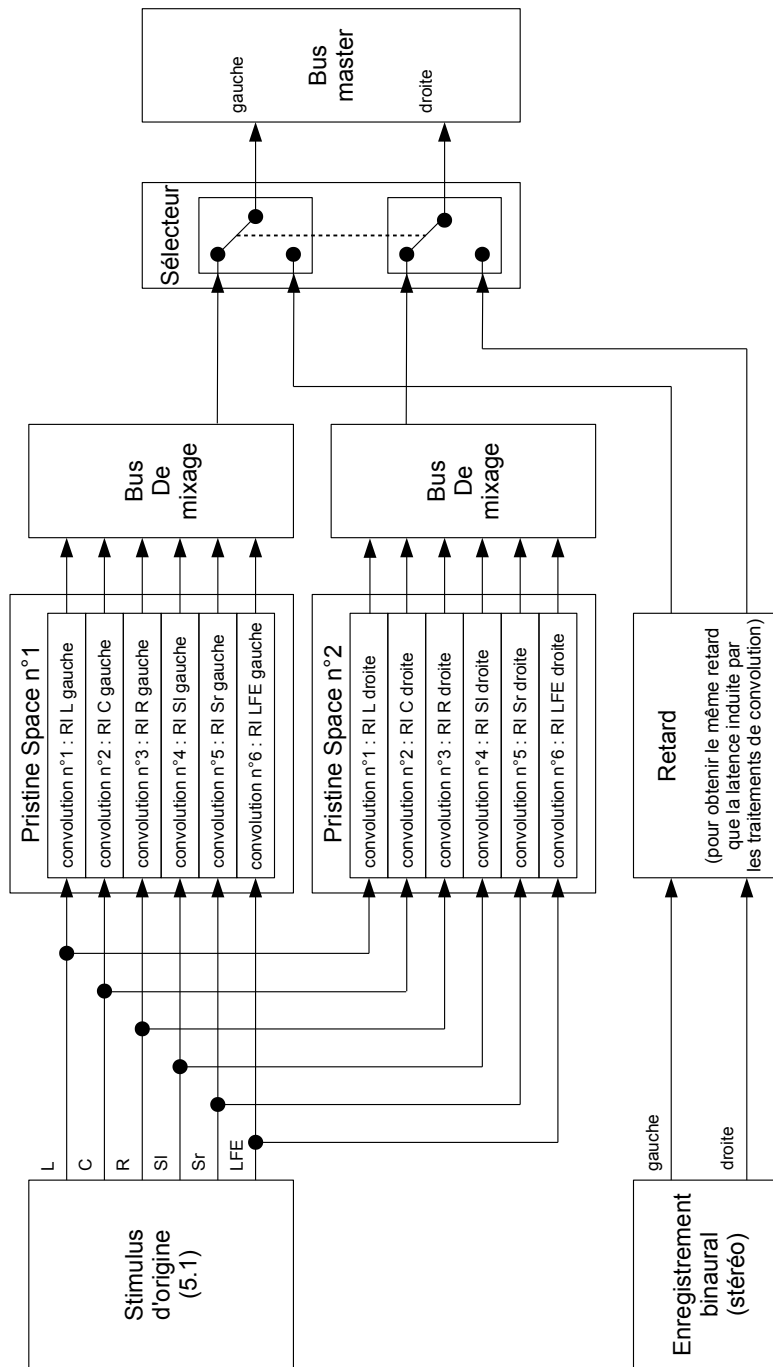 Stimulus
d'origine
(5.1)
L
C
R
Sl
Sr
LFE
Pristine Space n°1
convolution n°1 : RI L gauche
convolution n°2 : RI C gauche
convolution n°3 : RI R gauche
convolution n°4 : RI Sl gauche
convolution n°5 : RI Sr gauche
convolution n°6 : RI LFE gauche
Bus
De
mixage
Pristine Space n°2
convolution n°1 : RI L droite
convolution n°2 : RI C droite
convolution n°3 : RI R droite
convolution n°4 : RI Sl droite
convolution n°5 : RI Sr droite
convolution n°6 : RI LFE droite
Bus
De
mixage
Sélecteur
gauche
Bus
master
droite
Enregistrement
binaural
(stéréo)
gauche
droite
Retard
(pour obtenir le même retard
que la latence induite par
les traitements de convolution)